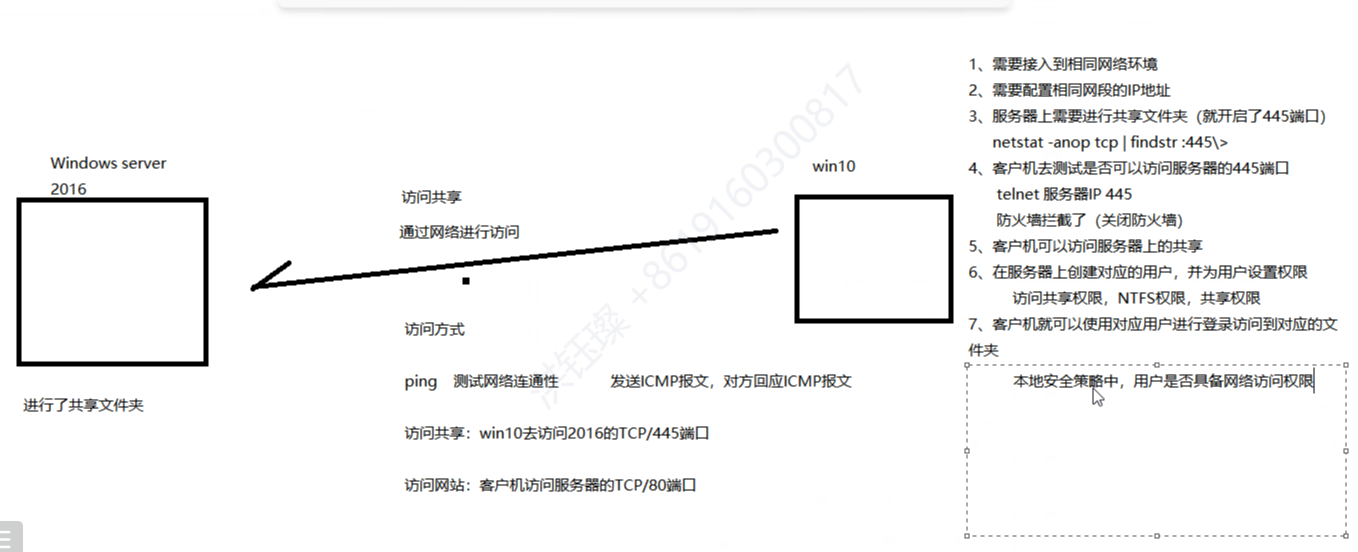 Windows server
2016
进行了共享文件夹
访问共享
通过网络进行访问
访问方式
ping 测试网络连通性 发送ICMP报文，对方回应ICMP报文
访问共享：win10去访问2016的TCP/445端口
访问网站：客户机访问服务器的TCP/80端口
win10
洪钰璨 +8619160300817
1、需要接入到相同网络环境
2、需要配置相同网段的IP地址
3、服务器上需要进行共享文件夹（就开启了445端口）
netstat -anop tcp | findstr :445\>
4、客户机去测试是否可以访问服务器的445端口
telnet 服务器IP 445
防火墙拦截了（关闭防火墙）
5、客户机可以访问服务器上的共享
6、在服务器上创建对应的用户，并为用户设置权限
访问共享权限，NTFS权限，共享权限
7、客户机就可以使用对应用户进行登录访问到对应的文
件夹
本地安全策略中，用户是否具备网络访问权限